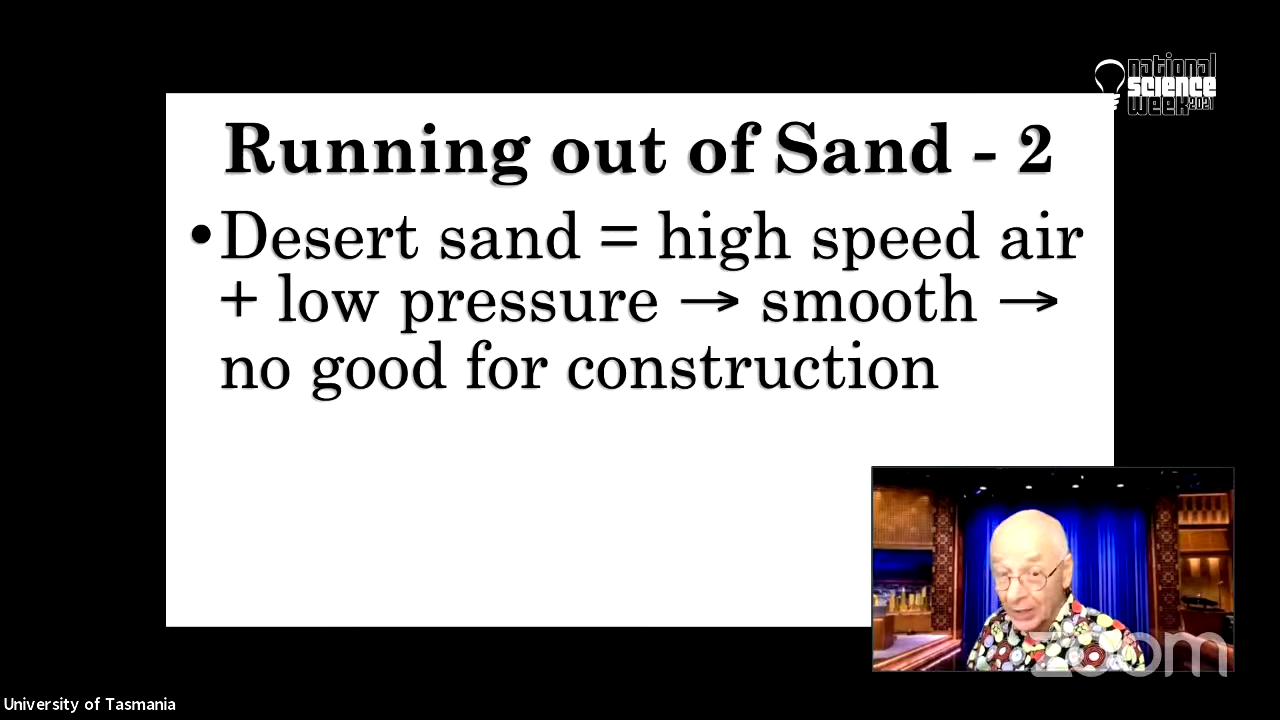 national
science
week 2021
Running out of Sand - 2
•Desert sand = high speed air
+ low pressure → smooth →
no good for construction
zoom
University of Tasmania